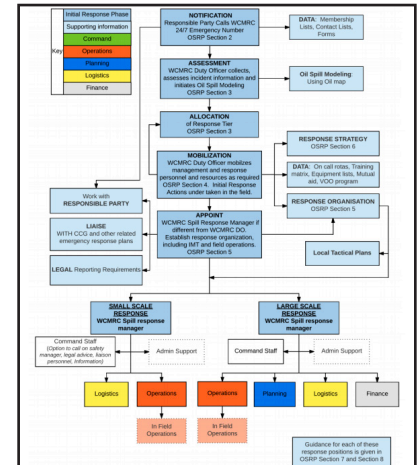 Key
Initial Response Phase
Supporting information
Command
Operations
Planning
Logistics
Finance
NOTIFICATION
Responsible Party Calls WCMRC
24/7 Emergency Number
OSRP Section 2
DATA: Membership
Lists, Contact Lists,
Forms
ASSESSMENT
WCMRC Duty Officer collects,
assesses incident information and
initiates Oil Spill Modeling
OSRP Section 3
Oil Spill Modeling:
Using Oil map
ALLOCATION
of Response Tier
OSRP Section 3
MOBILIZATION
WCMRC Duty Officer mobilizes
management and response
personnel and resources as required
OSRP Section 4. Initial Response
Actions under taken in the field.
RESPONSE STRATEGY
OSRP Section 6
DATA: On call rotas, Training
matrix, Equipment lists, Mutual
aid, VOO program
RESPONSE ORGANISATION
OSRP Section 5
Work with
RESPONSIBLE PARTY
LIAISE
WITH CCG and other related
emergency response plans
LEGAL Reporting Requirements
APPOINT
WCMRC Spill Response Manager if
different from WCMRC DO.
Establish response organization,
including IMT and field operations.
OSRP Section 5
Local Tactical Plans
SMALL SCALE
RESPONSE
WCMRC Spill response
manager
LARGE SCALE
RESPONSE
WCMRC Spill response
manager
Command Staff
(Option to call on safety
manager, legal advice, liaison
personnel, Information)
Admin Support
Command Staff
Admin Support
Logistics
Operations
Operations
Planning
Logistics
Finance
In Field
Operations
In Field
Operations
Guidance for each of these
response positions is given in
OSRP Section 7 and Section 8